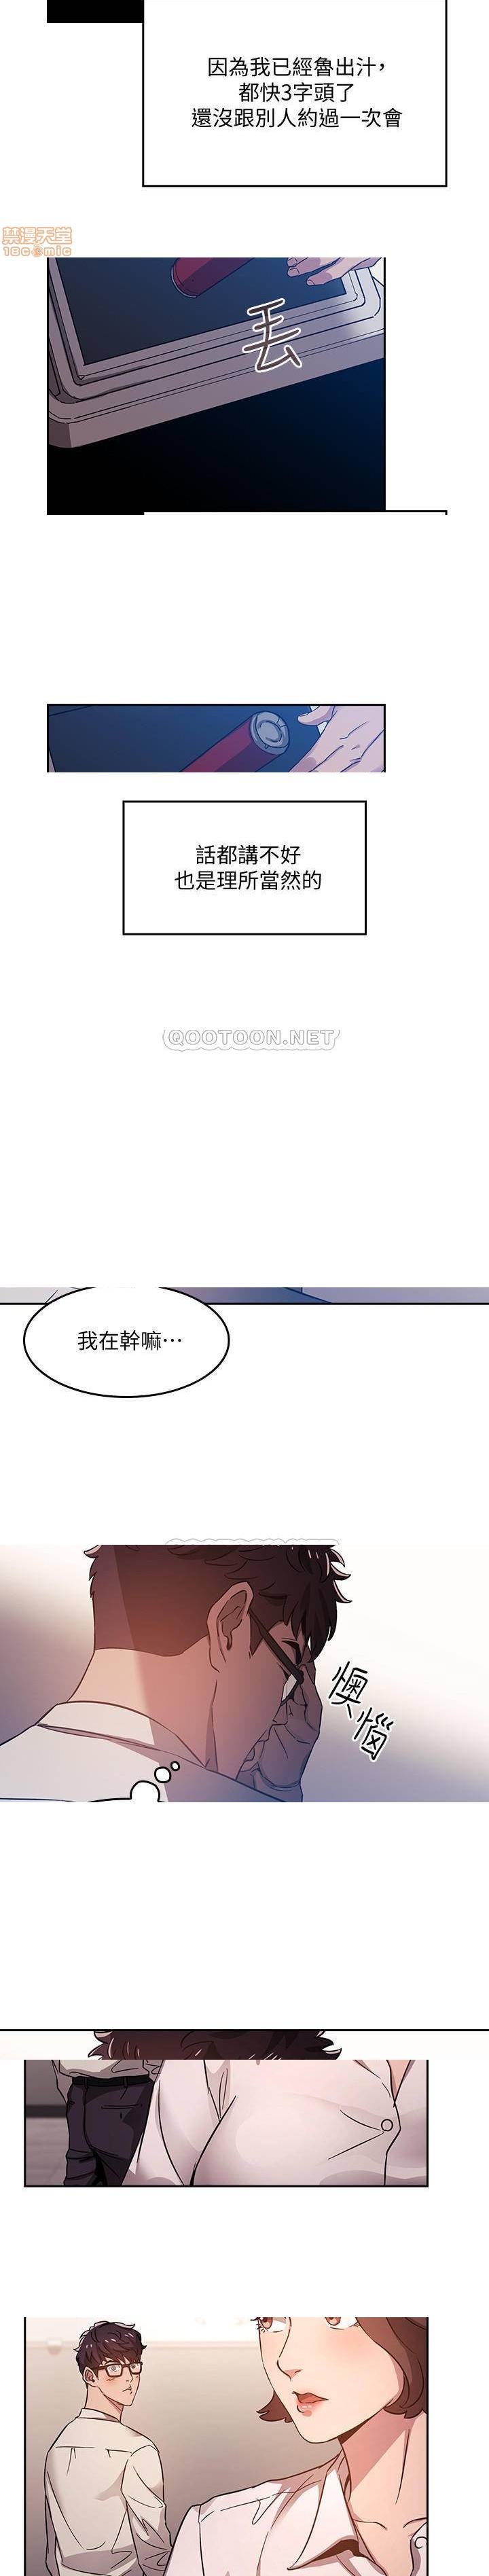 因為我已經魯出汁，
都快3字頭了
還沒跟別人約過一次會
禁漫天堂
18comic
丟
話都講不好
也是理所當然的
QOOTOON.NET
我在幹嘛…
懊惱